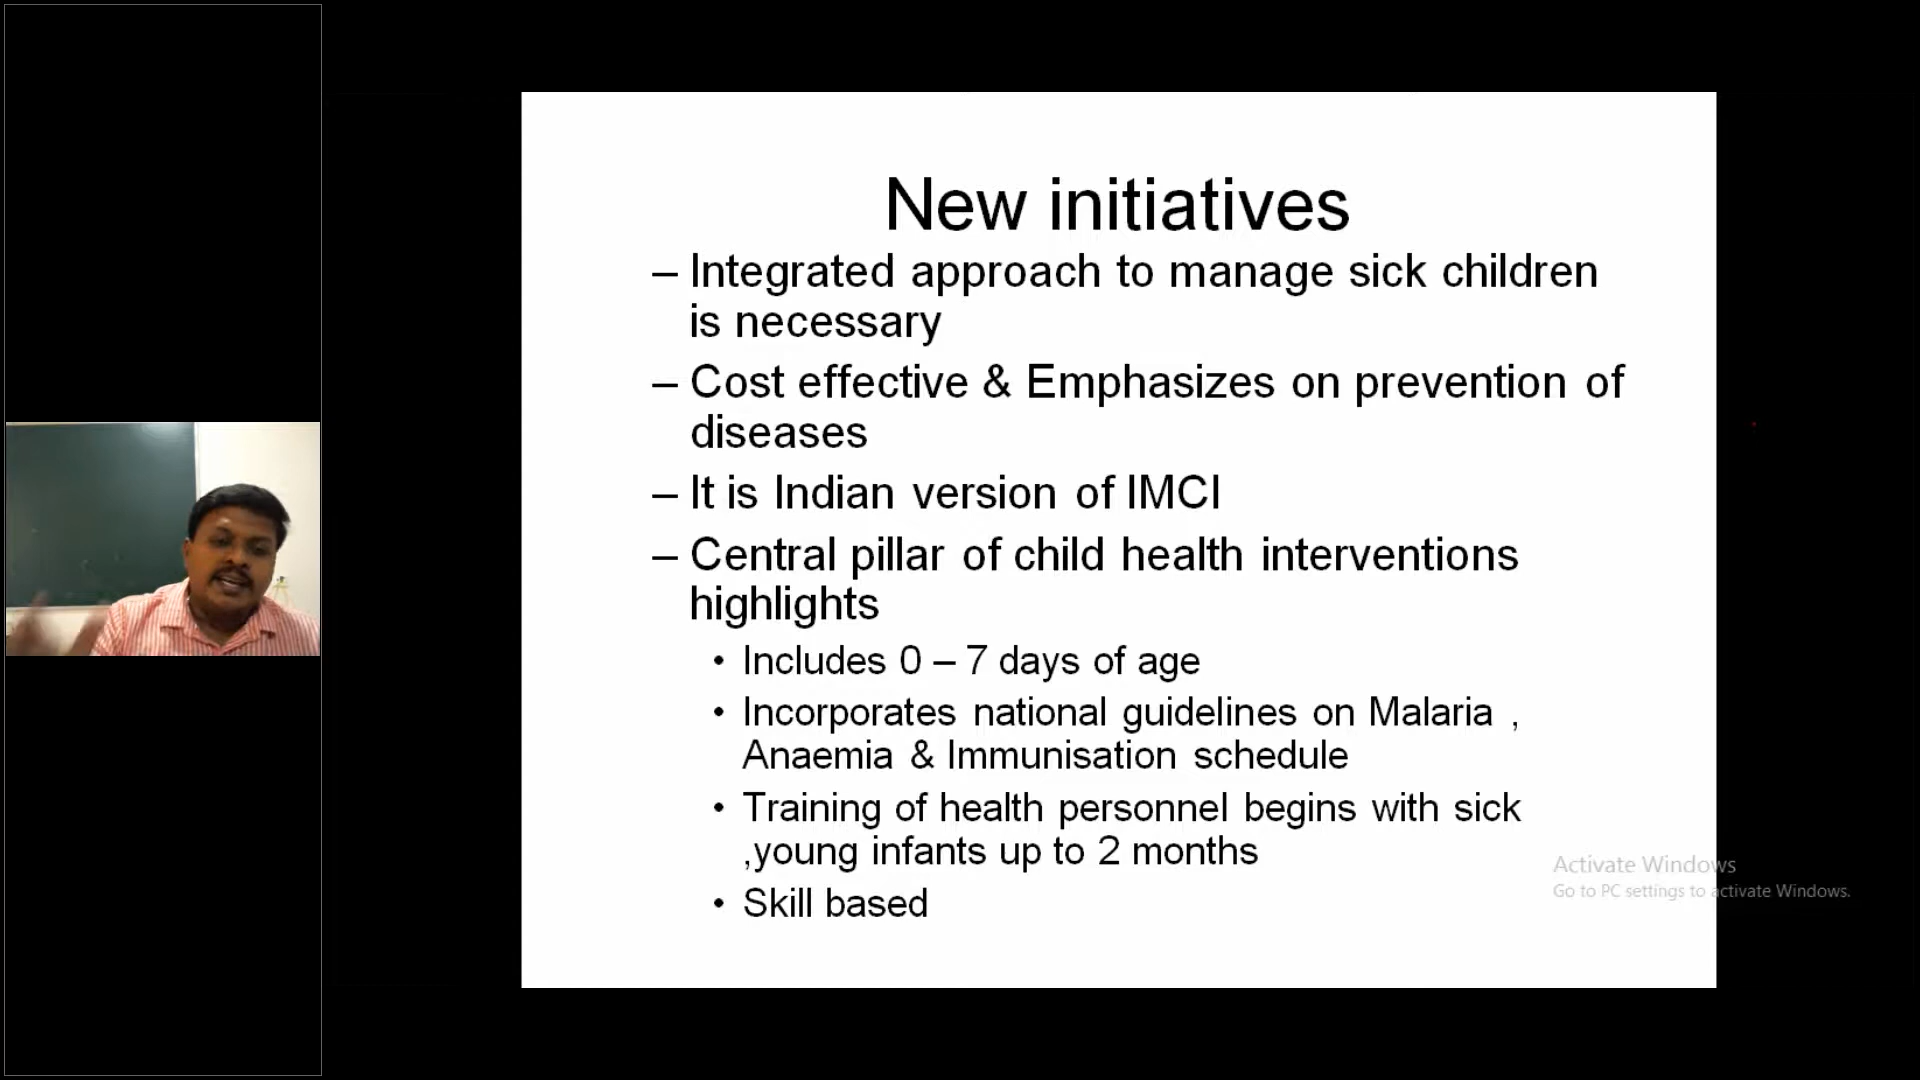 New initiatives
– Integrated approach to manage sick children
is necessary
– Cost effective & Emphasizes on prevention of
diseases
– It is Indian version of IMCI
– Central pillar of child health interventions
highlights
• Includes 0 – 7 days of age
• Incorporates national guidelines on Malaria ,
Anaemia & Immunisation schedule
• Training of health personnel begins with sick
,young infants up to 2 months
• Skill based
Activate Windows
Go to PC settings to activate Windows.